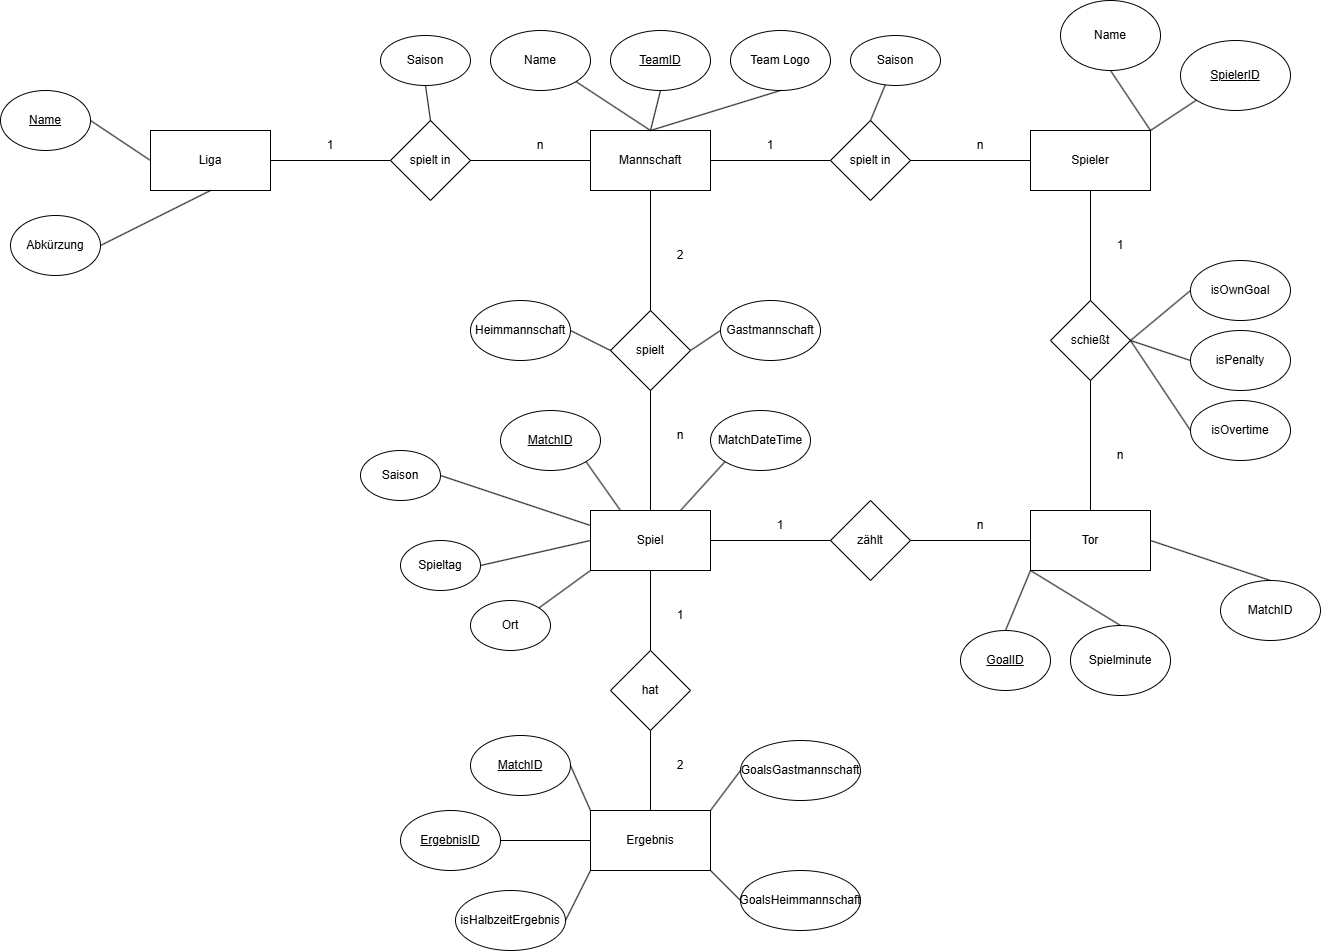 Name
Saison
Name
TeamID
Team Logo
Saison
SpielerID
Name
Liga
1
spielt in
n
Mannschaft
1
spielt in
n
Spieler
Abkürzung
2
1
isOwnGoal
Heimmannschaft
spielt
Gastmannschaft
schießt
isPenalty
isOvertime
MatchID
n
MatchDateTime
n
Saison
Spiel
1
zählt
n
Tor
Spieltag
Ort
1
MatchID
GoalID
Spielminute
hat
MatchID
2
GoalsGastmannschaft
ErgebnisID
Ergebnis
isHalbzeitErgebnis
GoalsHeimmannschaft